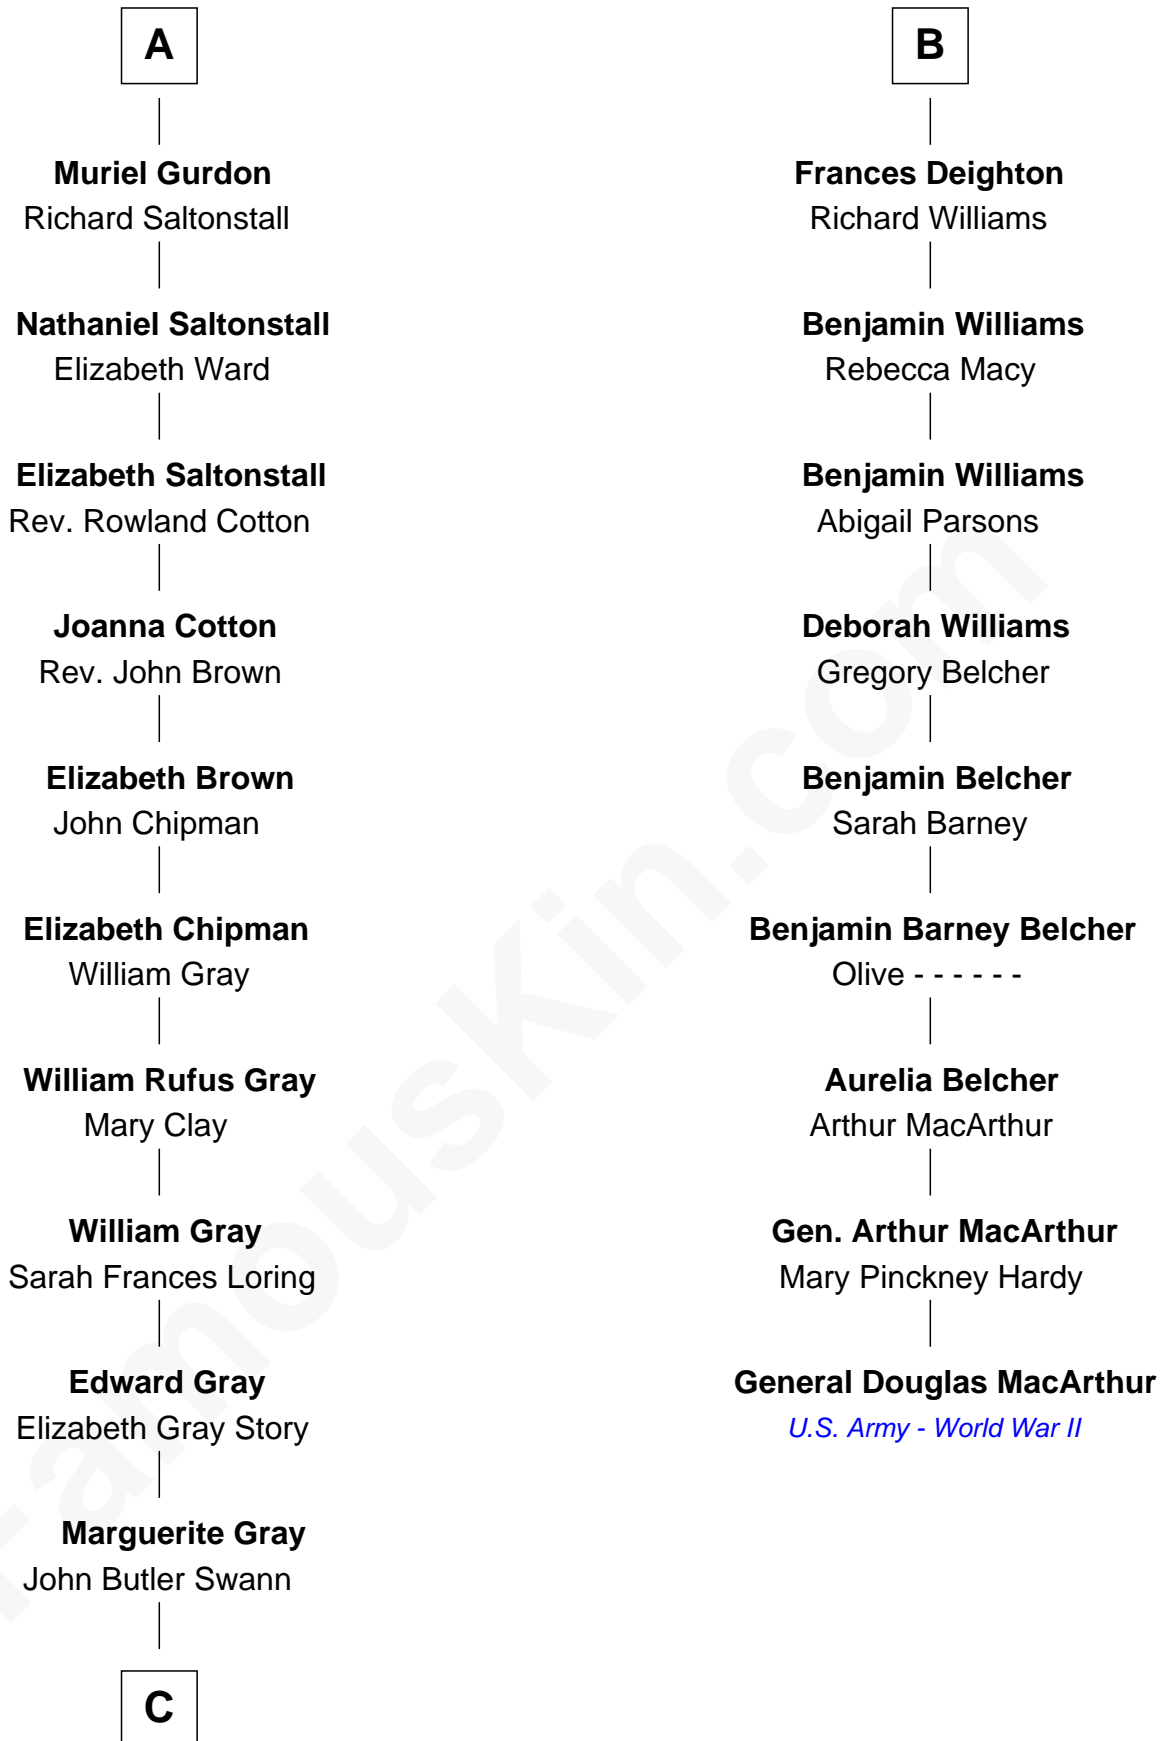 A
Muriel Gurdon
Richard Saltonstall
Nathaniel Saltonstall
Elizabeth Ward
Elizabeth Saltonstall
Rev. Rowland Cotton
Joanna Cotton
Rev. John Brown
Elizabeth Brown
John Chipman
Elizabeth Chipman
William Gray
William Rufus Gray
Mary Clay
William Gray
Sarah Frances Loring
Edward Gray
Elizabeth Gray Story
Marguerite Gray
John Butler Swann
C
B
Frances Deighton
Richard Williams
Benjamin Williams
Rebecca Macy
Benjamin Williams
Abigail Parsons
Deborah Williams
Gregory Belcher
Benjamin Belcher
Sarah Barney
Benjamin Barney Belcher
Olive - - - - - -
Aurelia Belcher
Arthur MacArthur
Gen. Arthur MacArthur
Mary Pinckney Hardy
General Douglas MacArthur
U.S. Army - World War II
FamousKin.com